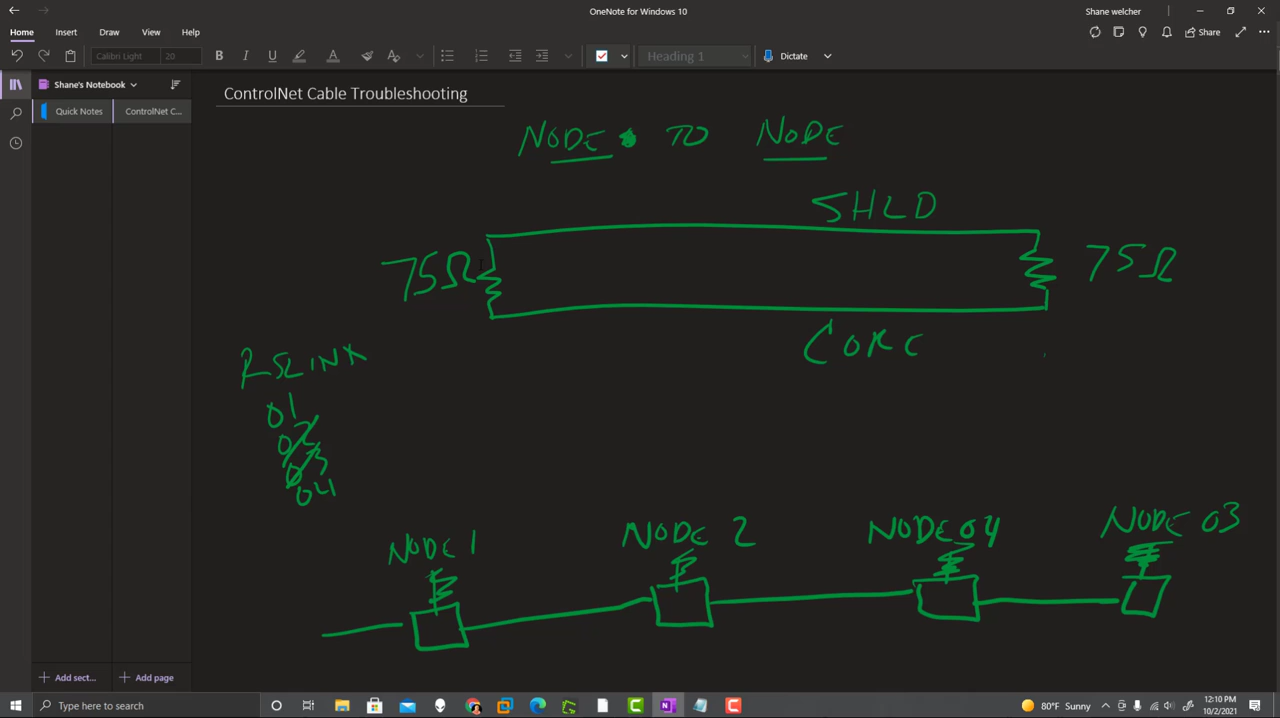 OneNote for Windows 10
Shane welcher
Home Insert Draw View Help
Share
Calibri Light 20
B I U A
Heading 1
Dictate
Shane's Notebook
Quick Notes
ControlNet C...
ControlNet Cable Troubleshooting
NODE TO NODE
SHLD
75Ω
75Ω
CORE
RSLINX
01
02
03
04
NODE 1
NODE 2
NODE 04
NODE 03
Add sect...
Add page
Type here to search
80°F Sunny
12:10 PM
10/2/2021